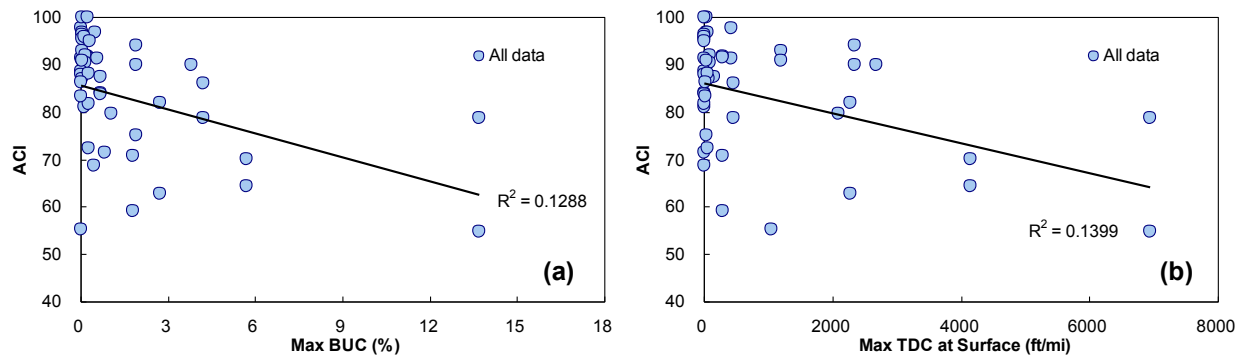 100
90
80
70
60
50
40
ACI
0
3
6
9
12
15
18
Max BUC (%)
All data
R² = 0.1288
(a)
100
90
80
70
60
50
40
ACI
0
2000
4000
6000
8000
Max TDC at Surface (ft/mi)
All data
R² = 0.1399
(b)